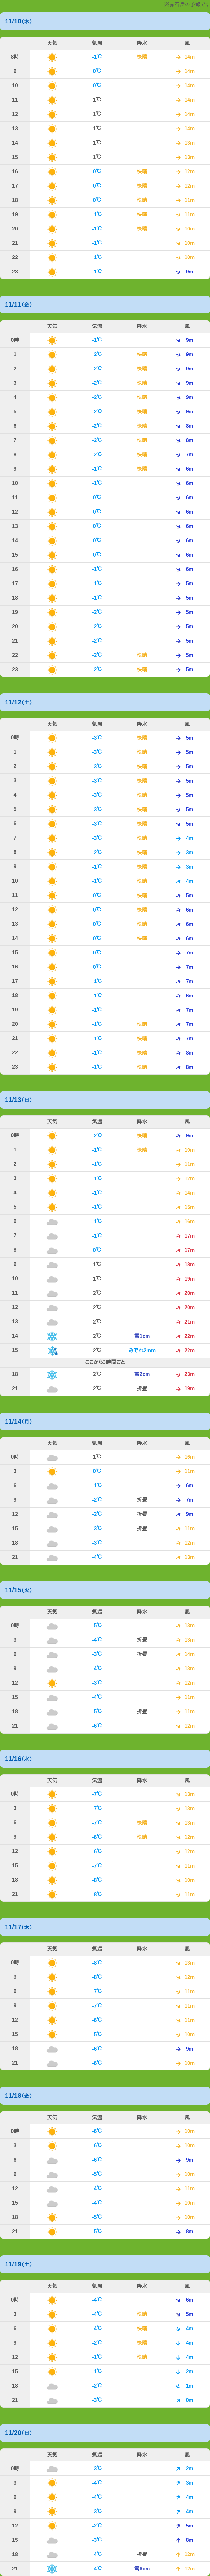 の予報です
11/10(木)
天気 気温 降水 風
8時 -1℃ 快晴 14m
9 0℃ 14m
10 0℃ 14m
11 1℃ 14m
12 1℃ 14m
13 1℃ 14m
14 1℃ 13m
15 1℃ 13m
16 0℃ 快晴 12m
17 0℃ 快晴 12m
18 0℃ 快晴 11m
19 -1℃ 快晴 11m
20 -1℃ 快晴 10m
21 -1℃ 10m
22 -1℃ 10m
23 -1℃ 9m
11/11(金)
天気 気温 降水 風
0時 -1℃ 9m
1 -2℃ 快晴 9m
2 -2℃ 快晴 9m
3 -2℃ 快晴 9m
4 -2℃ 快晴 9m
5 -2℃ 快晴 9m
6 -2℃ 快晴 8m
7 -2℃ 快晴 8m
8 -2℃ 快晴 7m
9 -1℃ 快晴 6m
10 -1℃ 6m
11 0℃ 6m
12 0℃ 6m
13 0℃ 6m
14 0℃ 6m
15 0℃ 6m
16 -1℃ 6m
17 -1℃ 5m
18 -1℃ 5m
19 -2℃ 5m
20 -2℃ 5m
21 -2℃ 5m
22 -2℃ 快晴 5m
23 -2℃ 快晴 5m
11/12(土)
天気 気温 降水 風
0時 -3℃ 快晴 5m
1 -3℃ 快晴 5m
2 -3℃ 快晴 5m
3 -3℃ 快晴 5m
4 -3℃ 快晴 5m
5 -3℃ 快晴 5m
6 -3℃ 快晴 5m
7 -3℃ 快晴 4m
8 -2℃ 快晴 3m
9 -1℃ 快晴 3m
10 -1℃ 快晴 4m
11 0℃ 快晴 5m
12 0℃ 快晴 6m
13 0℃ 快晴 6m
14 0℃ 快晴 6m
15 0℃ 7m
16 0℃ 7m
17 -1℃ 7m
18 -1℃ 6m
19 -1℃ 7m
20 -1℃ 快晴 7m
21 -1℃ 快晴 7m
22 -1℃ 快晴 8m
23 -1℃ 快晴 8m
11/13(日)
天気 気温 降水 風
0時 -2℃ 快晴 9m
1 -1℃ 快晴 10m
2 -1℃ 11m
3 -1℃ 12m
4 -1℃ 14m
5 -1℃ 15m
6 -1℃ 16m
7 -1℃ 17m
8 0℃ 17m
9 1℃ 18m
10 1℃ 19m
11 2℃ 20m
12 2℃ 20m
13 2℃ 21m
14 2℃ 雪1cm 22m
15 2℃ みぞれ2mm 22m
ここから3時間ごと
18 2℃ 雪2cm 23m
21 2℃ 折曇 19m
11/14(月)
天気 気温 降水 風
0時 1℃ 16m
3 0℃ 11m
6 -1℃ 6m
9 -2℃ 折曇 7m
12 -2℃ 折曇 9m
15 -3℃ 折曇 11m
18 -3℃ 12m
21 -4℃ 13m
11/15(火)
天気 気温 降水 風
0時 -5℃ 13m
3 -4℃ 折曇 13m
6 -3℃ 折曇 14m
9 -4℃ 13m
12 -3℃ 12m
15 -4℃ 11m
18 -5℃ 折曇 11m
21 -6℃ 12m
11/16(水)
天気 気温 降水 風
0時 -7℃ 13m
3 -7℃ 13m
6 -7℃ 快晴 13m
9 -6℃ 快晴 12m
12 -6℃ 12m
15 -7℃ 11m
18 -8℃ 10m
21 -8℃ 11m
11/17(木)
天気 気温 降水 風
0時 -8℃ 13m
3 -8℃ 12m
6 -7℃ 11m
9 -7℃ 11m
12 -6℃ 11m
15 -5℃ 10m
18 -6℃ 9m
21 -6℃ 10m
11/18(金)
天気 気温 降水 風
0時 -6℃ 10m
3 -6℃ 10m
6 -6℃ 9m
9 -5℃ 10m
12 -4℃ 11m
15 -4℃ 10m
18 -5℃ 10m
21 -5℃ 8m
11/19(土)
天気 気温 降水 風
0時 -4℃ 6m
3 -4℃ 快晴 5m
6 -4℃ 快晴 4m
9 -2℃ 快晴 4m
12 -1℃ 快晴 4m
15 -1℃ 2m
18 -2℃ 1m
21 -3℃ 0m
11/20(日)
天気 気温 降水 風
0時 -3℃ 2m
3 -4℃ 3m
6 -4℃ 4m
9 -3℃ 4m
12 -2℃ 5m
15 -3℃ 8m
18 -4℃ 折曇 12m
21 -4℃ 雪6cm 12m